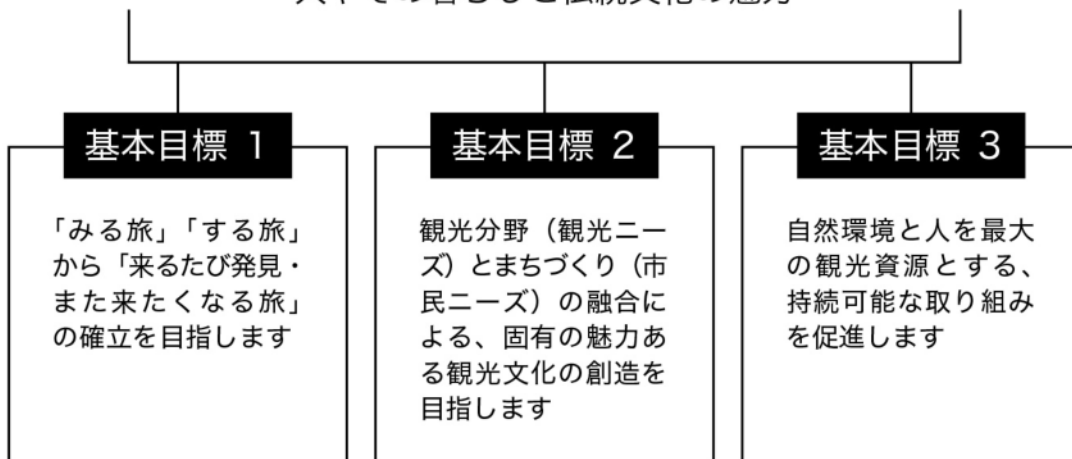 基本目標 1
「みる旅」「する旅」
から「来るたび発見・
また来たくなる旅」
の確立を目指します
基本目標 2
観光分野（観光ニー
ズ）とまちづくり（市
民ニーズ）の融合に
よる、固有の魅力あ
る観光文化の創造を
目指します
基本目標 3
自然環境と人を最大
の観光資源とする、
持続可能な取り組み
を促進します